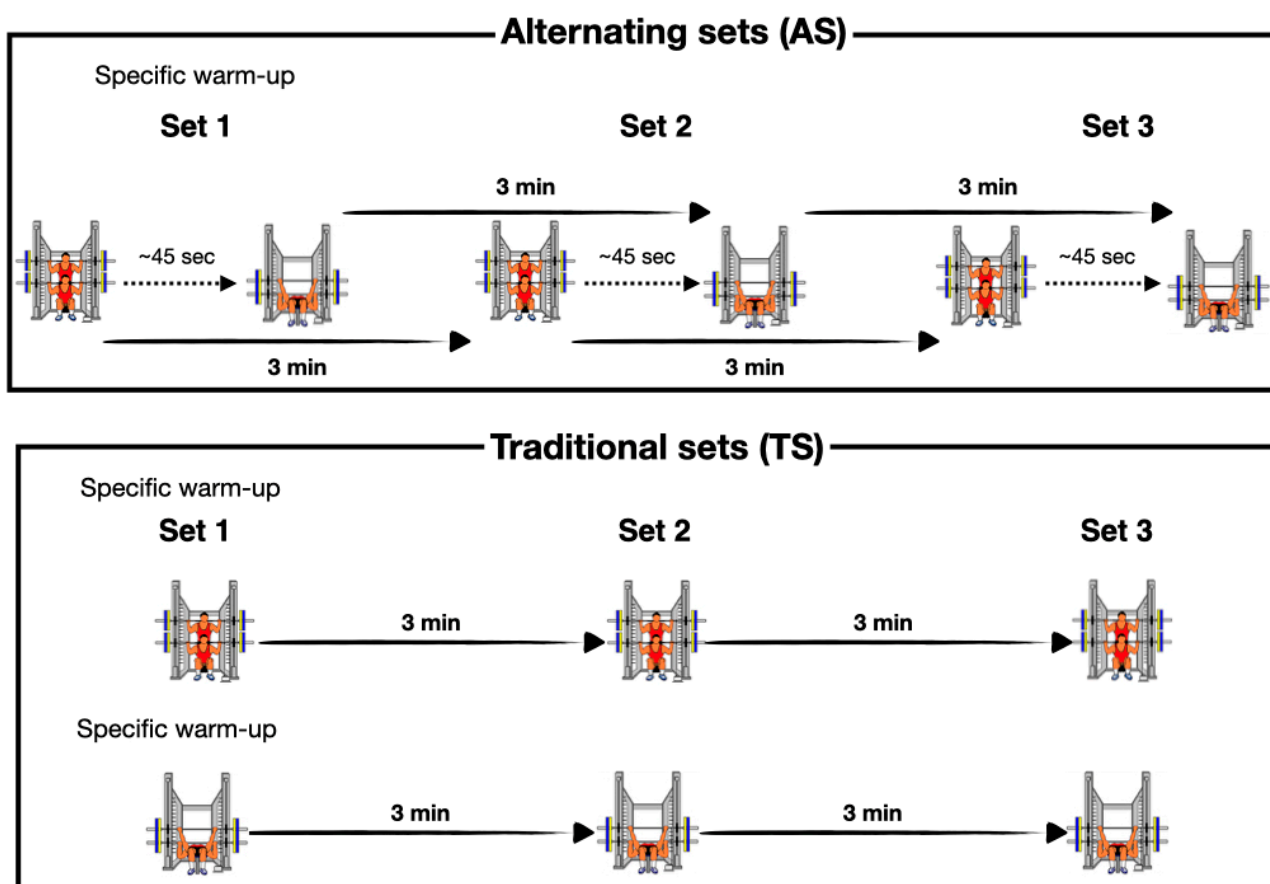 Alternating sets (AS)
Specific warm-up
Set 1
Set 2
Set 3
3 min
3 min
~45 sec
~45 sec
~45 sec
3 min
3 min
Traditional sets (TS)
Specific warm-up
Set 1
Set 2
Set 3
3 min
3 min
Specific warm-up
3 min
3 min